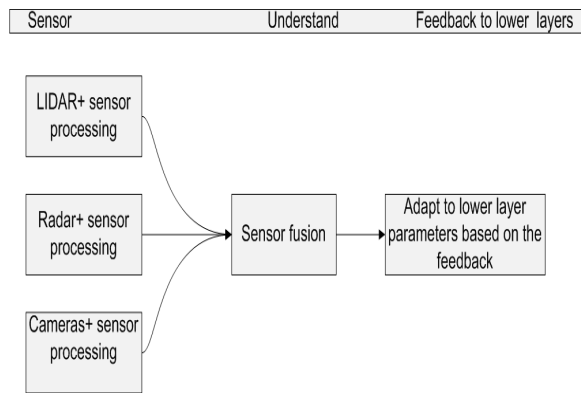 Sensor Understand Feedback to lower layers
LIDAR+ sensor
processing
Radar+ sensor
processing
Cameras+ sensor
processing
Sensor fusion
Adapt to lower layer
parameters based on the
feedback